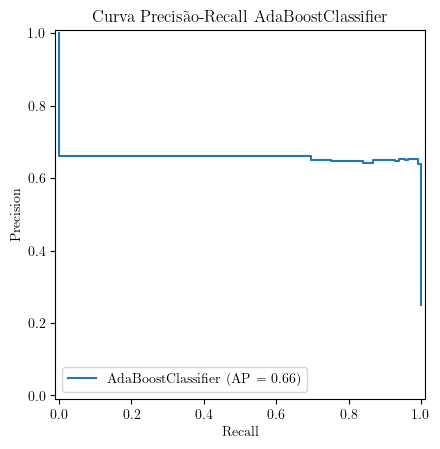 Curva Precisão-Recall AdaBoostClassifier
1.0
0.8
0.6
0.4
0.2
0.0
Precision
AdaBoostClassifier (AP = 0.66)
0.0 0.2 0.4 0.6 0.8 1.0
Recall